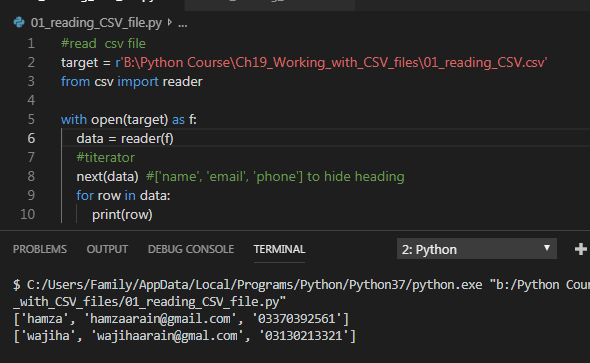 01_reading_CSV_file.py > ...
1 #read csv file
2 target = r'B:\Python Course\Ch19_Working_with_CSV_files\01_reading_CSV.csv'
3 from csv import reader
4
5 with open(target) as f:
6 data = reader(f)
7 #titerator
8 next(data) #['name', 'email', 'phone'] to hide heading
9 for row in data:
10 print(row)
PROBLEMS OUTPUT DEBUG CONSOLE TERMINAL 2: Python
$ C:/Users/Family/AppData/Local/Programs/Python/Python37/python.exe "b:/Python Cou
_with_CSV_files/01_reading_CSV_file.py"
['hamza', 'hamzaarain@gmail.com', '03370392561']
['wajiha', 'wajihaarain@gmal.com', '03130213321']